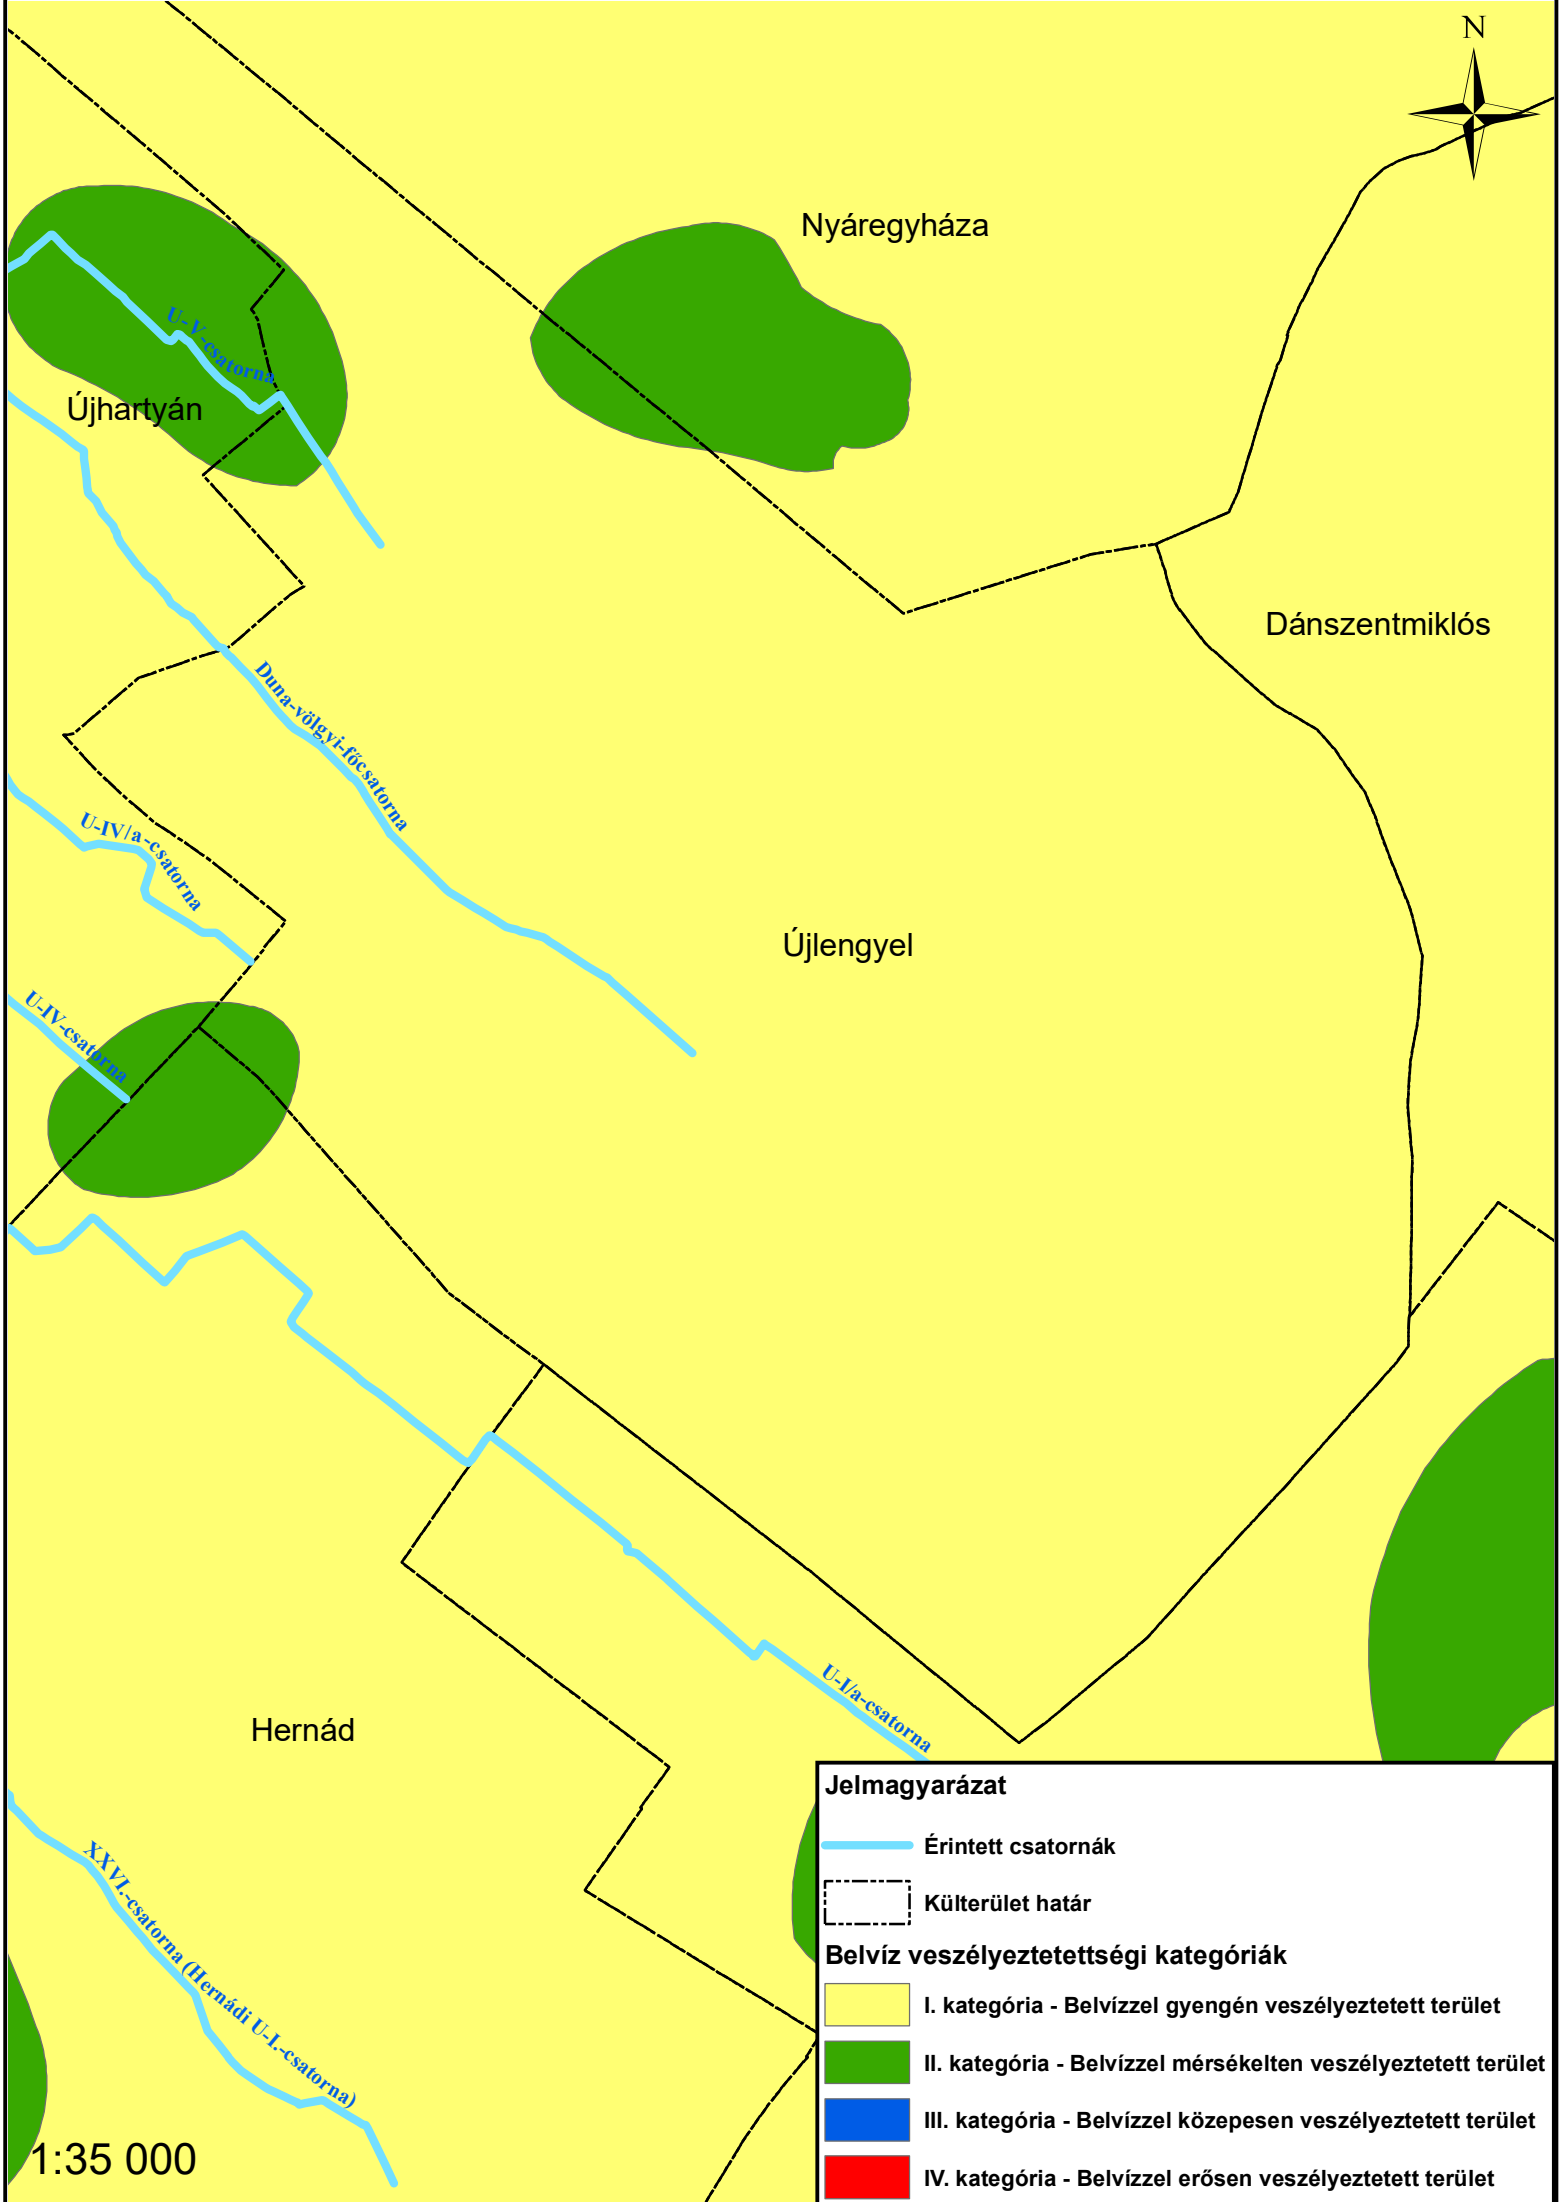 N
Nyáregyháza
U-V-csatorna
Újhartyán
Dánszentmiklós
Duna-völgyi-főcsatorna
U-IV/a-csatorna
Újlengyel
U-IV-csatorna
U-I/a-csatorna
Hernád
XXVI.-csatorna (Hernádi U-I.-csatorna)
1:35 000
Jelmagyarázat
Érintett csatornák
Külterület határ
Belvíz veszélyeztetettségi kategóriák
I. kategória - Belvízzel gyengén veszélyeztetett terület
II. kategória - Belvízzel mérsékelten veszélyeztetett terület
III. kategória - Belvízzel közepesen veszélyeztetett terület
IV. kategória - Belvízzel erősen veszélyeztetett terület